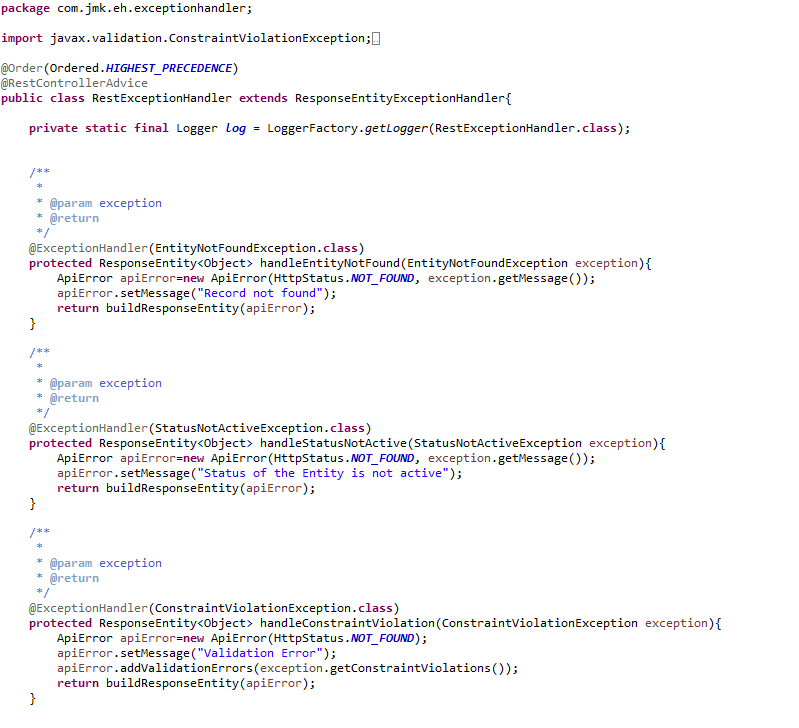 package com.jmk.eh.exceptionhandler;
import javax.validation.ConstraintViolationException;
@Order(Ordered.HIGHEST_PRECEDENCE)
@RestControllerAdvice
public class RestExceptionHandler extends ResponseEntityExceptionHandler{
private static final Logger log = LoggerFactory.getLogger(RestExceptionHandler.class);
/**
*
* @param exception
* @return
*/
@ExceptionHandler(EntityNotFoundException.class)
protected ResponseEntity<Object> handleEntityNotFound(EntityNotFoundException exception){
ApiError apiError=new ApiError(HttpStatus.NOT_FOUND, exception.getMessage());
apiError.setMessage("Record not found");
return buildResponseEntity(apiError);
}
/**
*
* @param exception
* @return
*/
@ExceptionHandler(StatusNotActiveException.class)
protected ResponseEntity<Object> handleStatusNotActive(StatusNotActiveException exception){
ApiError apiError=new ApiError(HttpStatus.NOT_FOUND, exception.getMessage());
apiError.setMessage("Status of the Entity is not active");
return buildResponseEntity(apiError);
}
/**
*
* @param exception
* @return
*/
@ExceptionHandler(ConstraintViolationException.class)
protected ResponseEntity<Object> handleConstraintViolation(ConstraintViolationException exception){
ApiError apiError=new ApiError(HttpStatus.NOT_FOUND);
apiError.setMessage("Validation Error");
apiError.addValidationErrors(exception.getConstraintViolations());
return buildResponseEntity(apiError);
}